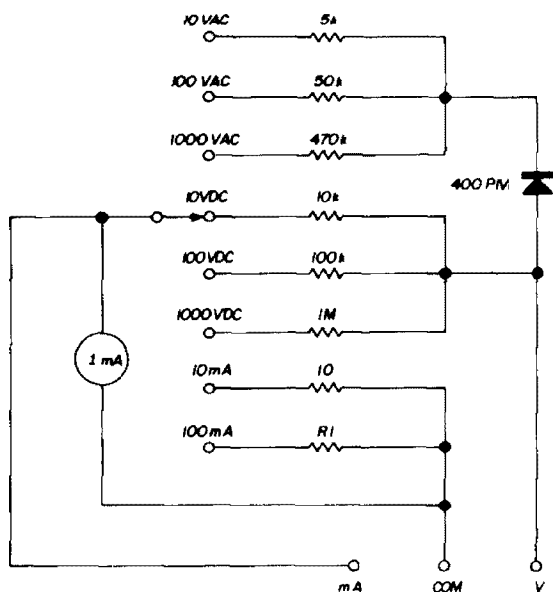 10 VAC 5k
100 VAC 50k
1000 VAC 470k
400 PIV
10VDC 10k
100VDC 100k
1000VDC 1M
1 mA
10mA 10
100mA R1
mA COM V